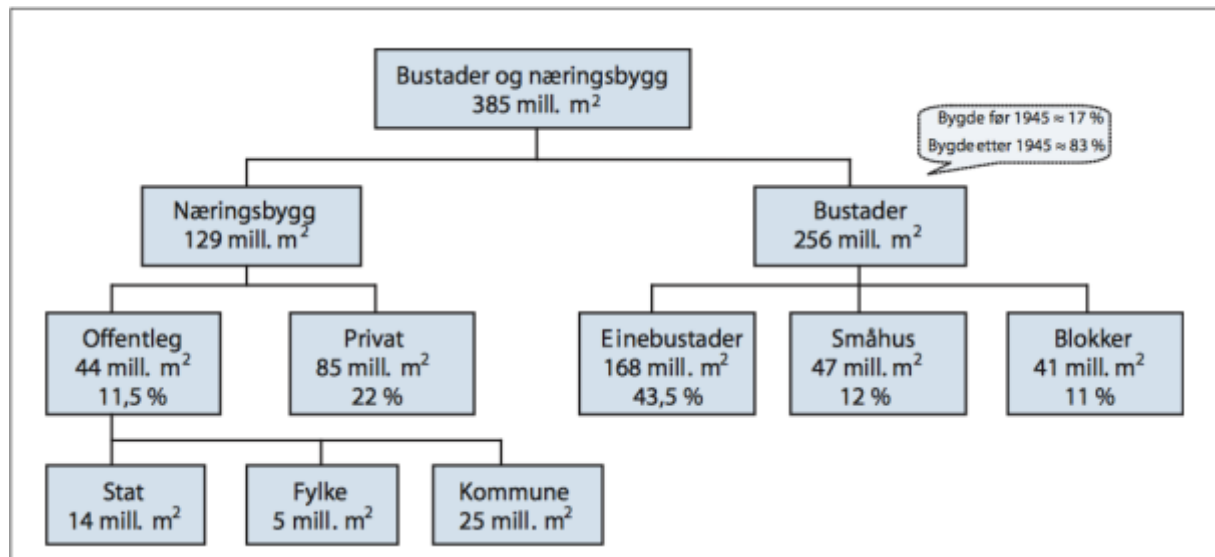 Bustader og næringsbygg
385 mill. m²
Bygde før 1945 ≈ 17 %
Bygde etter 1945 ≈ 83 %
Næringsbygg
129 mill. m²
Bustader
256 mill. m²
Offentleg
44 mill. m²
11,5 %
Privat
85 mill. m²
22 %
Einebustader
168 mill. m²
43,5 %
Småhus
47 mill. m²
12 %
Blokker
41 mill. m²
11 %
Stat
14 mill. m²
Fylke
5 mill. m²
Kommune
25 mill. m²